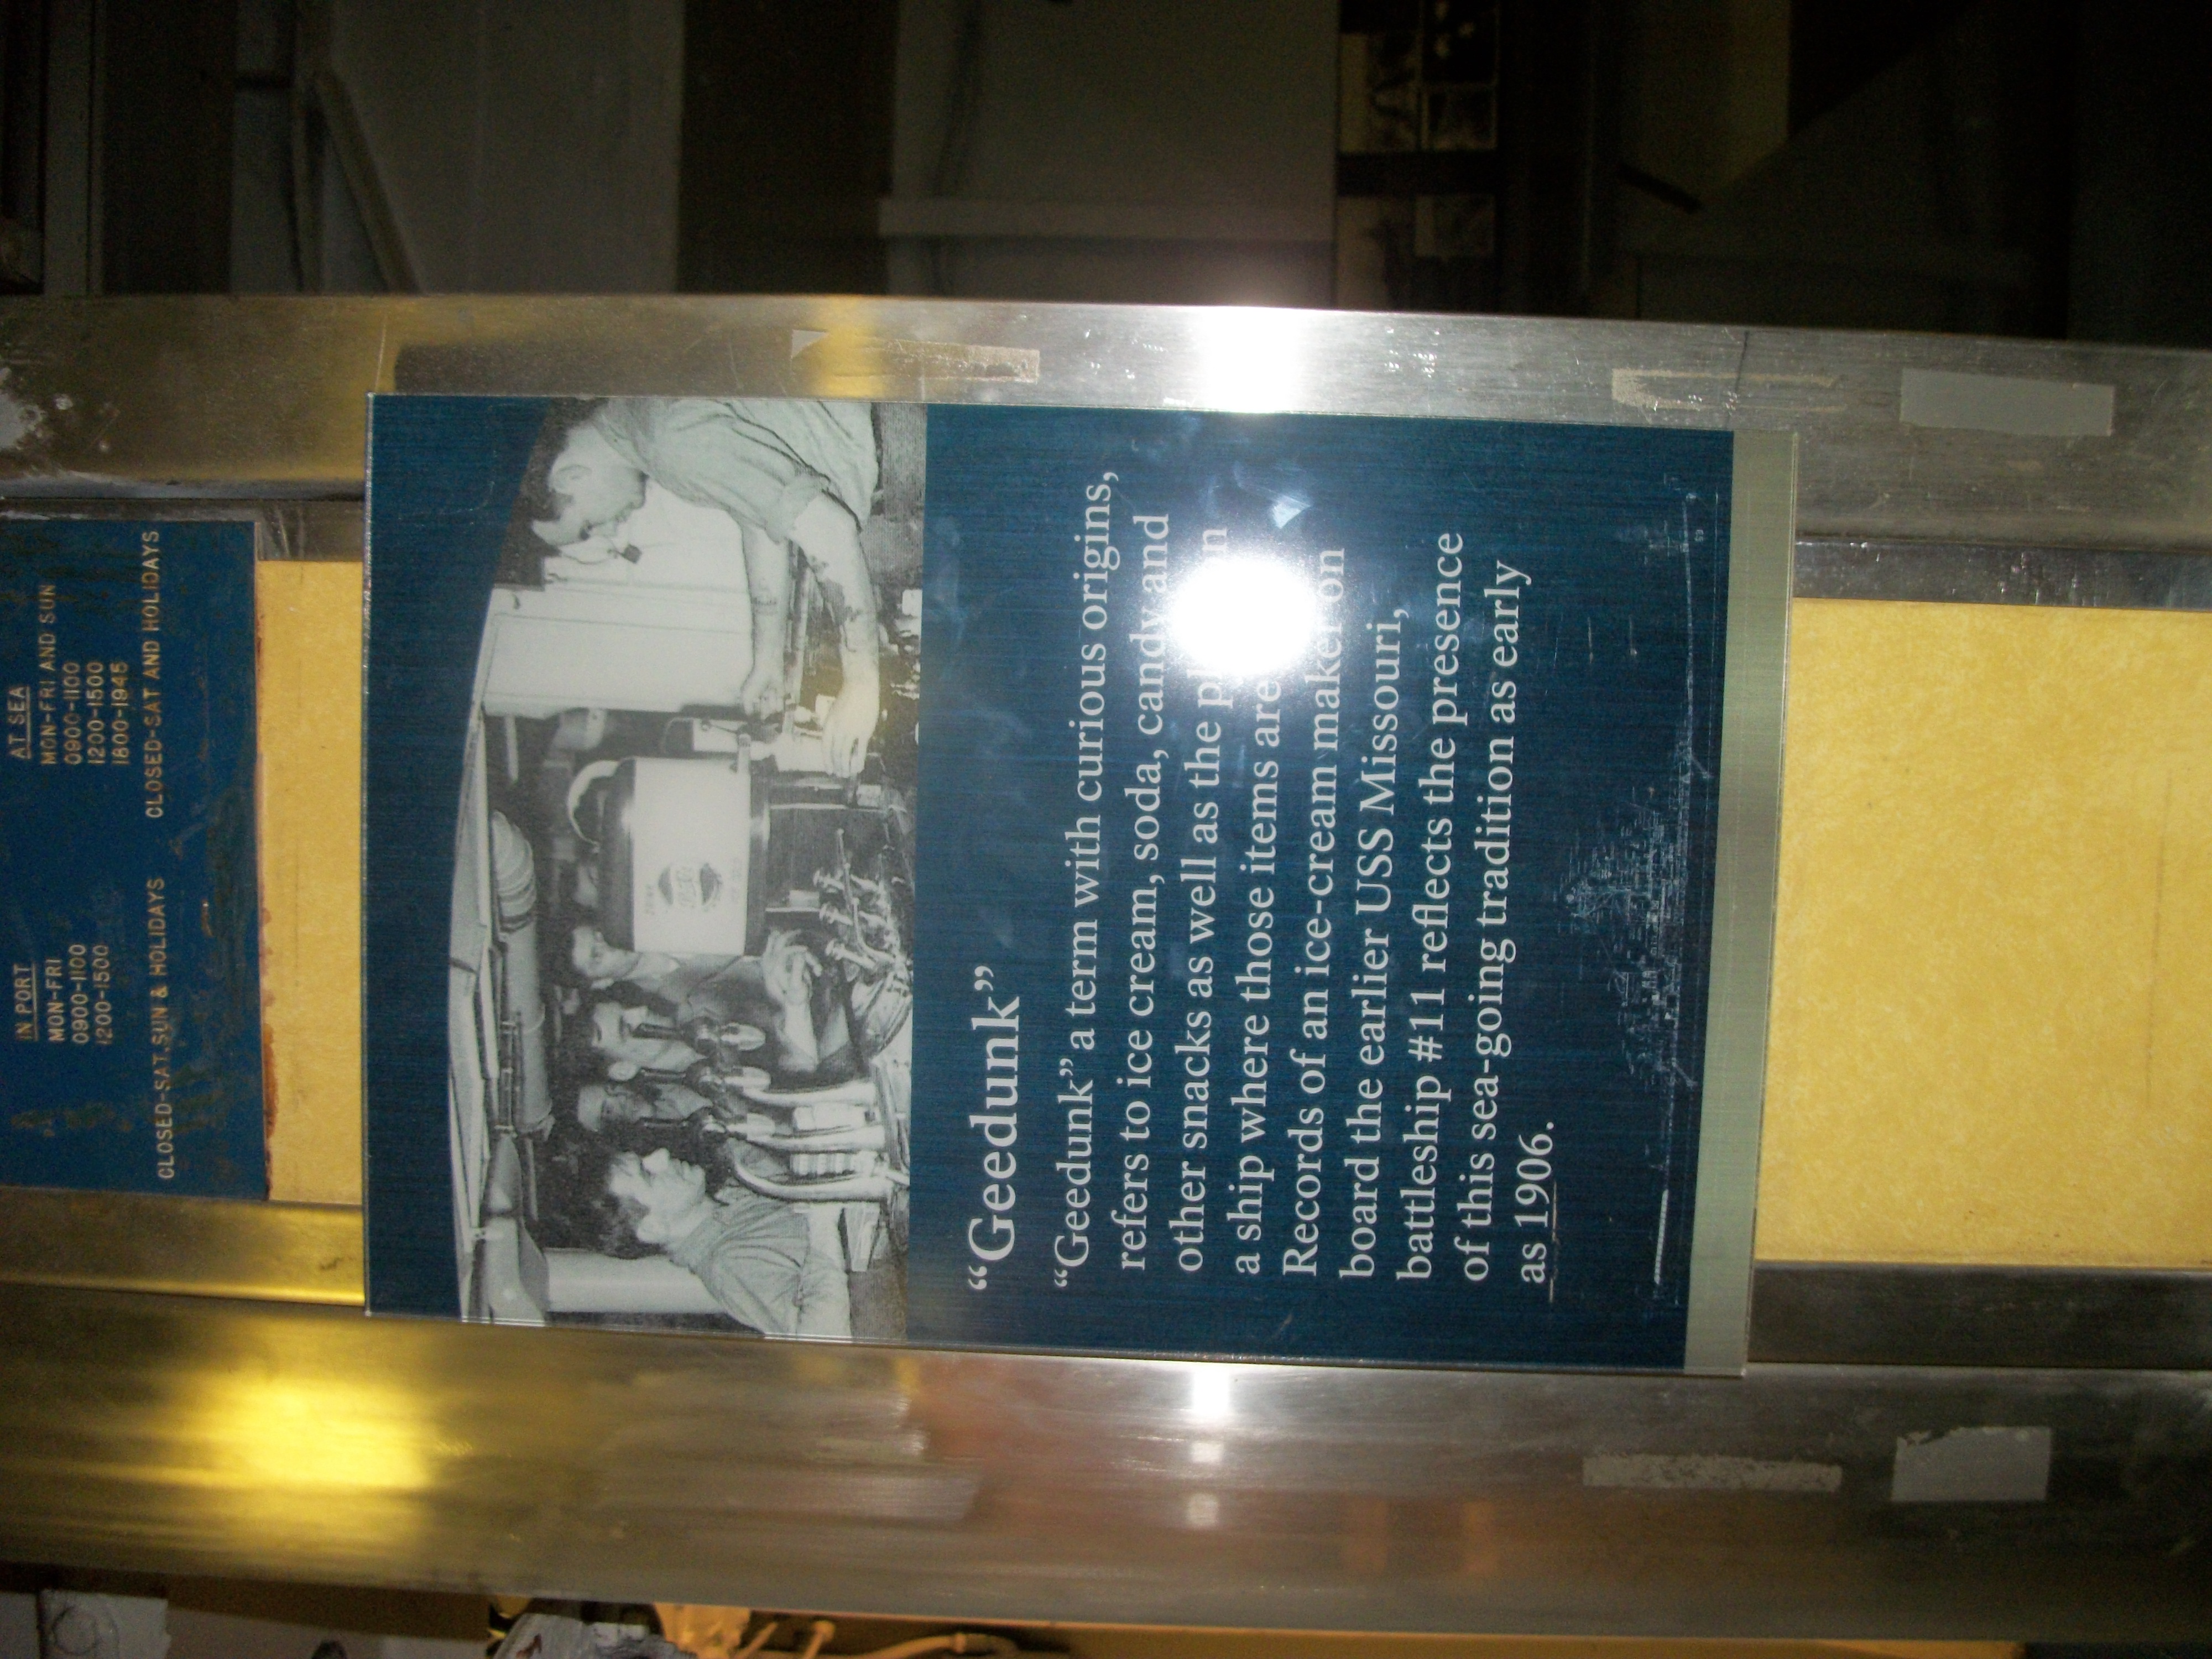 IN PORT
MON-FRI
0900-1100
1200-1500
CLOSED-SAT,SUN & HOLIDAYS
AT SEA
MON-FRI AND SUN
0900-1100
1200-1500
1800-1945
CLOSED-SAT AND HOLIDAYS
“Geedunk”
“Geedunk” a term with curious origins,
refers to ice cream, soda, candy and
other snacks as well as the
a ship where those items are
Records of an ice-cream maker on
board the earlier USS Missouri,
battleship #11 reflects the presence
of this sea-going tradition as early
as 1906.